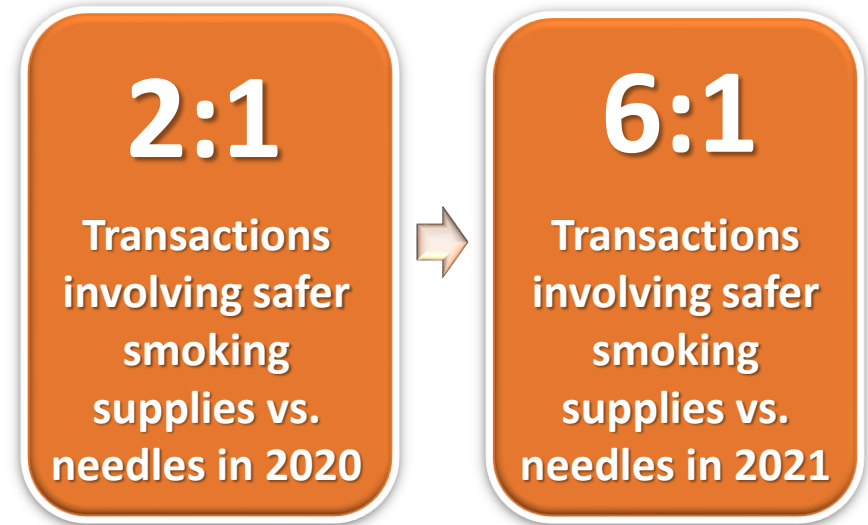 2:1
Transactions
involving safer
smoking
supplies vs.
needles in 2020
6:1
Transactions
involving safer
smoking
supplies vs.
needles in 2021